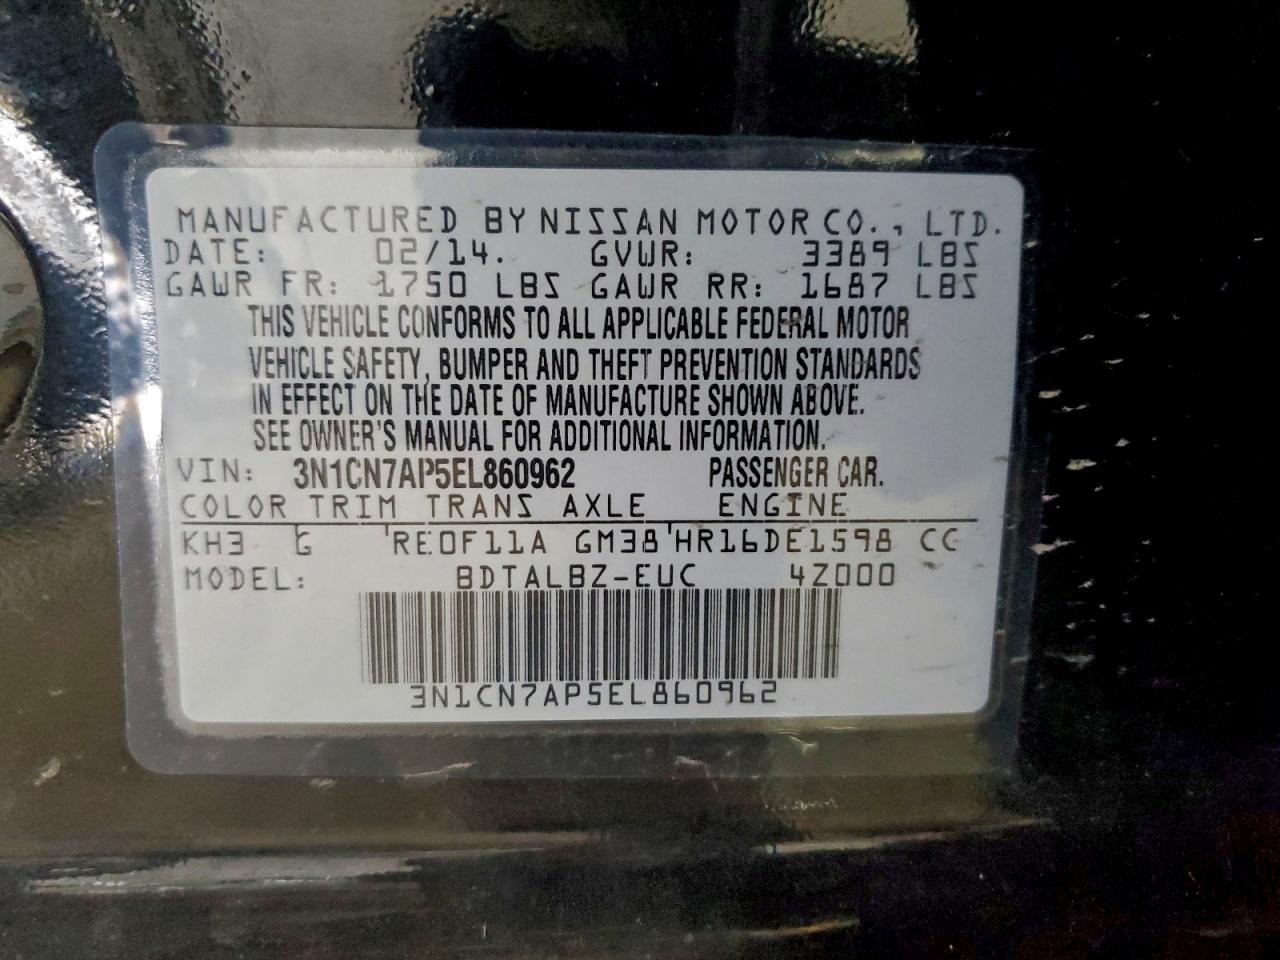 MANUFACTURED BY NISSAN MOTOR CO., LTD.
DATE: 02/14. GVWR: 3389 LBS
GAWR FR: 1750 LBS GAWR RR: 1687 LBS
THIS VEHICLE CONFORMS TO ALL APPLICABLE FEDERAL MOTOR
VEHICLE SAFETY, BUMPER AND THEFT PREVENTION STANDARDS
IN EFFECT ON THE DATE OF MANUFACTURE SHOWN ABOVE.
SEE OWNER'S MANUAL FOR ADDITIONAL INFORMATION.
VIN: 3N1CN7AP5EL860962 PASSENGER CAR.
COLOR TRIM TRANS AXLE ENGINE
KH3 G RE0F11A GM38 HR16DE1598 CC
MODEL: BDTALBZ-EUC 4Z000
3N1CN7AP5EL860962